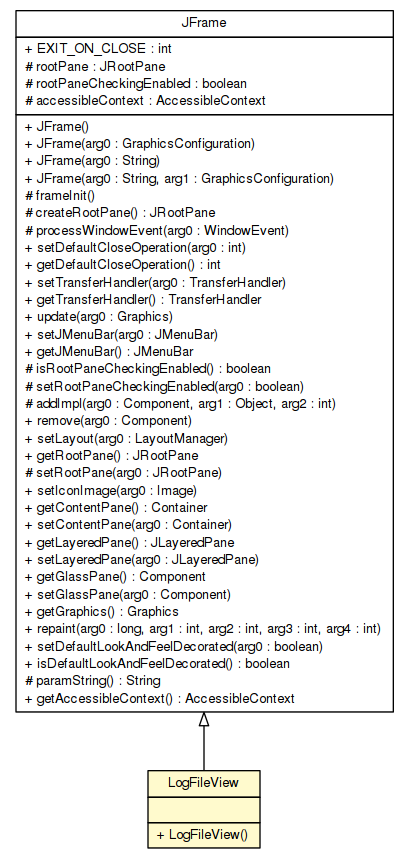 JFrame
+ EXIT_ON_CLOSE : int
# rootPane : JRootPane
# rootPaneCheckingEnabled : boolean
# accessibleContext : AccessibleContext
+ JFrame()
+ JFrame(arg0 : GraphicsConfiguration)
+ JFrame(arg0 : String)
+ JFrame(arg0 : String, arg1 : GraphicsConfiguration)
# frameInit()
# createRootPane() : JRootPane
# processWindowEvent(arg0 : WindowEvent)
+ setDefaultCloseOperation(arg0 : int)
+ getDefaultCloseOperation() : int
+ setTransferHandler(arg0 : TransferHandler)
+ getTransferHandler() : TransferHandler
+ update(arg0 : Graphics)
+ setJMenuBar(arg0 : JMenuBar)
+ getJMenuBar() : JMenuBar
# isRootPaneCheckingEnabled() : boolean
# setRootPaneCheckingEnabled(arg0 : boolean)
# addImpl(arg0 : Component, arg1 : Object, arg2 : int)
+ remove(arg0 : Component)
+ setLayout(arg0 : LayoutManager)
+ getRootPane() : JRootPane
# setRootPane(arg0 : JRootPane)
+ setIconImage(arg0 : Image)
+ getContentPane() : Container
+ setContentPane(arg0 : Container)
+ getLayeredPane() : JLayeredPane
+ setLayeredPane(arg0 : JLayeredPane)
+ getGlassPane() : Component
+ setGlassPane(arg0 : Component)
+ getGraphics() : Graphics
+ repaint(arg0 : long, arg1 : int, arg2 : int, arg3 : int, arg4 : int)
+ setDefaultLookAndFeelDecorated(arg0 : boolean)
+ isDefaultLookAndFeelDecorated() : boolean
# paramString() : String
+ getAccessibleContext() : AccessibleContext
LogFileView
+ LogFileView()